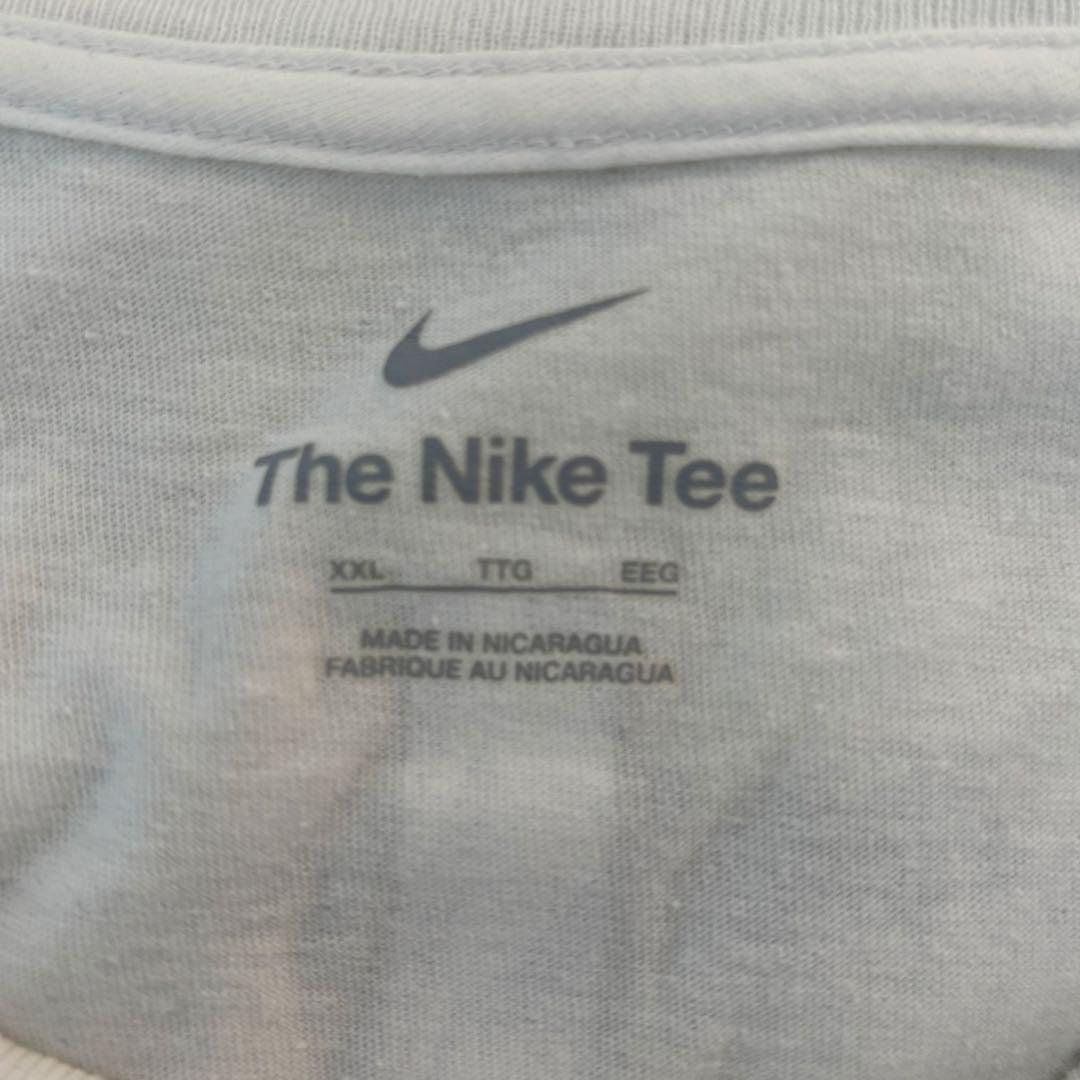 The Nike Tee
XXL TTG EEG
MADE IN NICARAGUA
FABRIQUE AU NICARAGUA